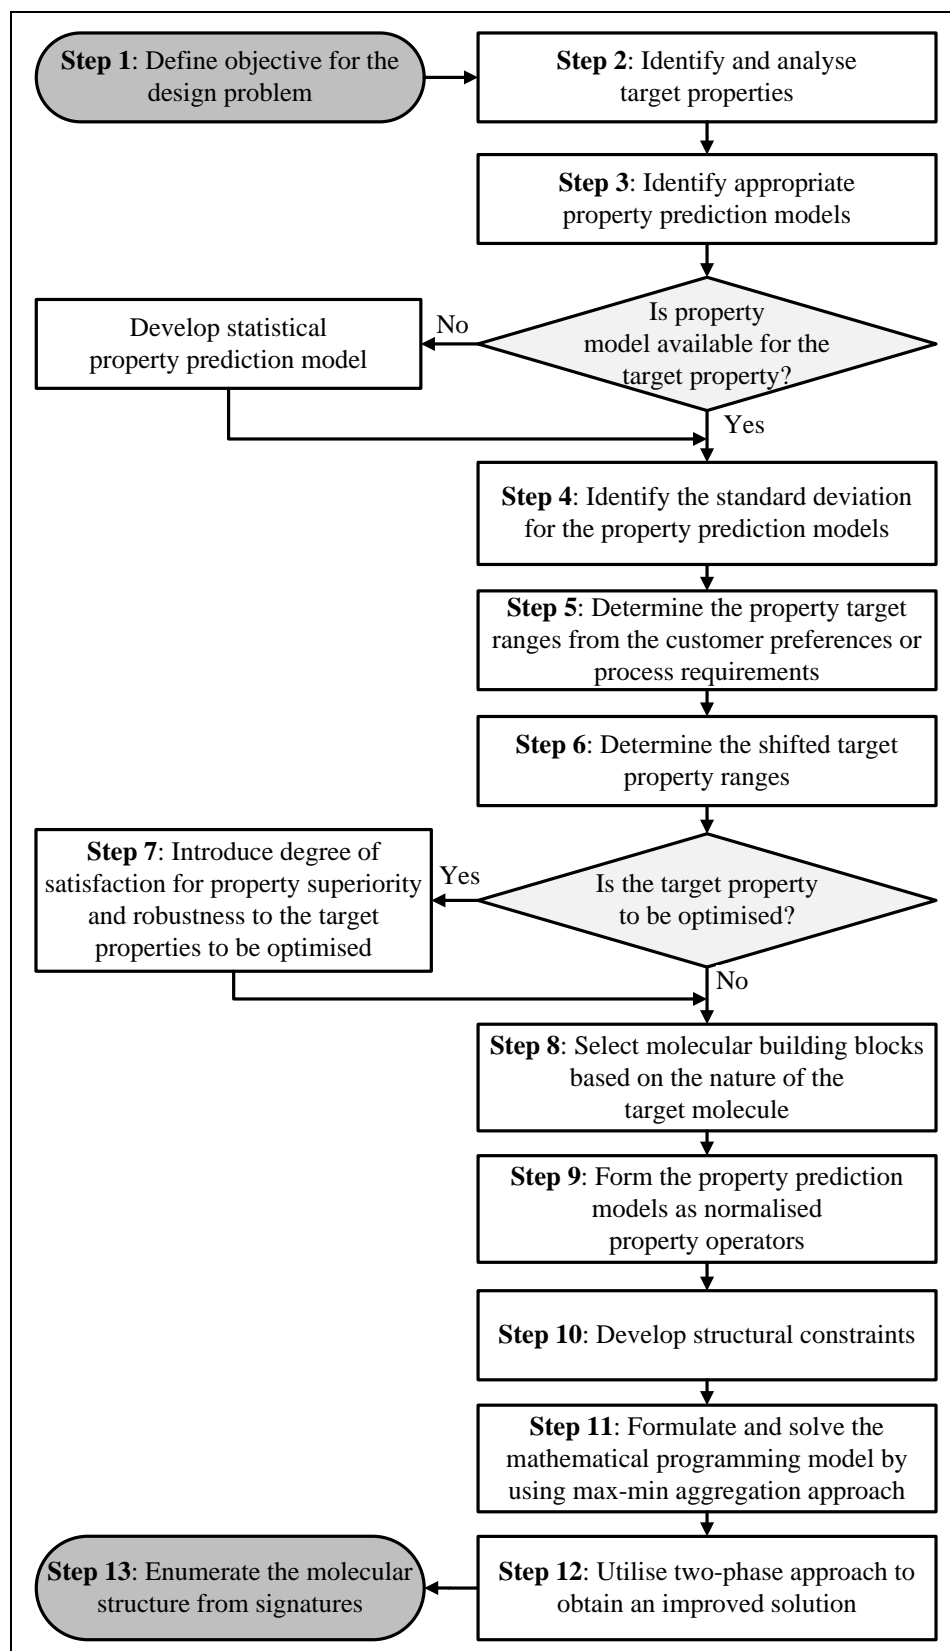 Step 1: Define objective for the
design problem
Step 2: Identify and analyse
target properties
Step 3: Identify appropriate
property prediction models
Is property
model available for the
target property?
No
Develop statistical
property prediction model
Yes
Step 4: Identify the standard deviation
for the property prediction models
Step 5: Determine the property target
ranges from the customer preferences or
process requirements
Step 6: Determine the shifted target
property ranges
Is the target property
to be optimised?
Yes
Step 7: Introduce degree of
satisfaction for property superiority
and robustness to the target
properties to be optimised
No
Step 8: Select molecular building blocks
based on the nature of the
target molecule
Step 9: Form the property prediction
models as normalised
property operators
Step 10: Develop structural constraints
Step 11: Formulate and solve the
mathematical programming model by
using max-min aggregation approach
Step 12: Utilise two-phase approach to
obtain an improved solution
Step 13: Enumerate the molecular
structure from signatures